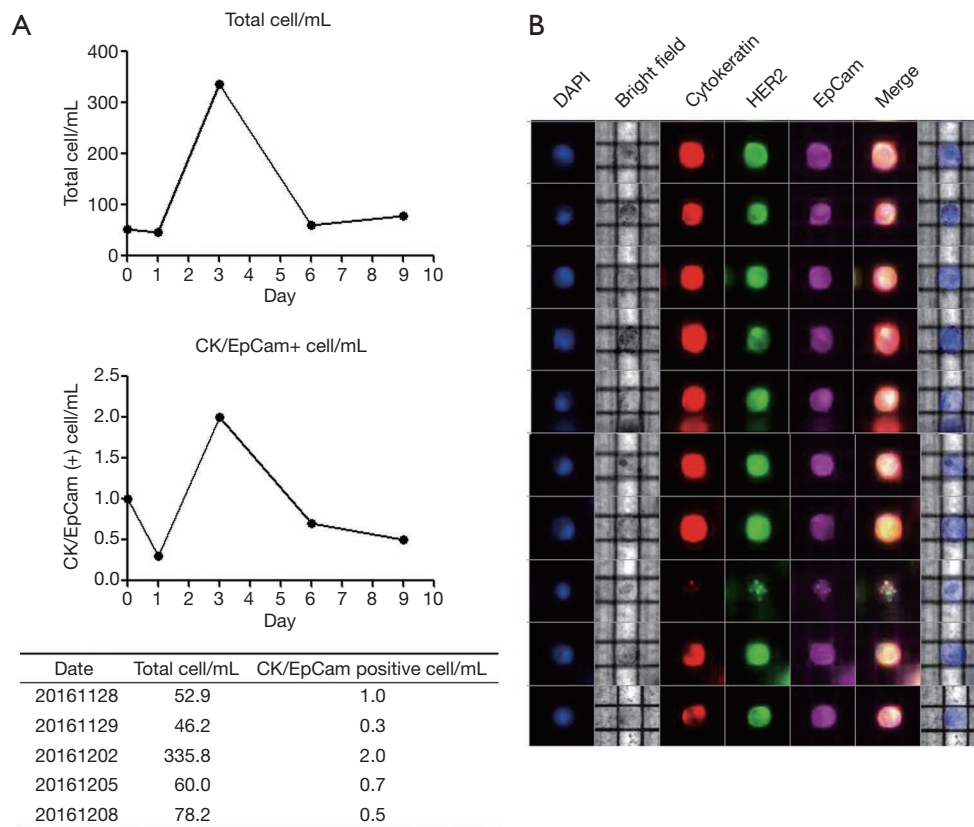 A
Total cell/mL
Total cell/mL
400
300
200
100
0
0 1 2 3 4 5 6 7 8 9 10
Day
CK/EpCam+ cell/mL
CK/EpCam (+) cell/mL
2.5
2.0
1.5
1.0
0.5
0.0
0 1 2 3 4 5 6 7 8 9 10
Day
Date Total cell/mL CK/EpCam positive cell/mL
20161128 52.9 1.0
20161129 46.2 0.3
20161202 335.8 2.0
20161205 60.0 0.7
20161208 78.2 0.5
B
DAPI Bright field Cytokeratin HER2 EpCam Merge